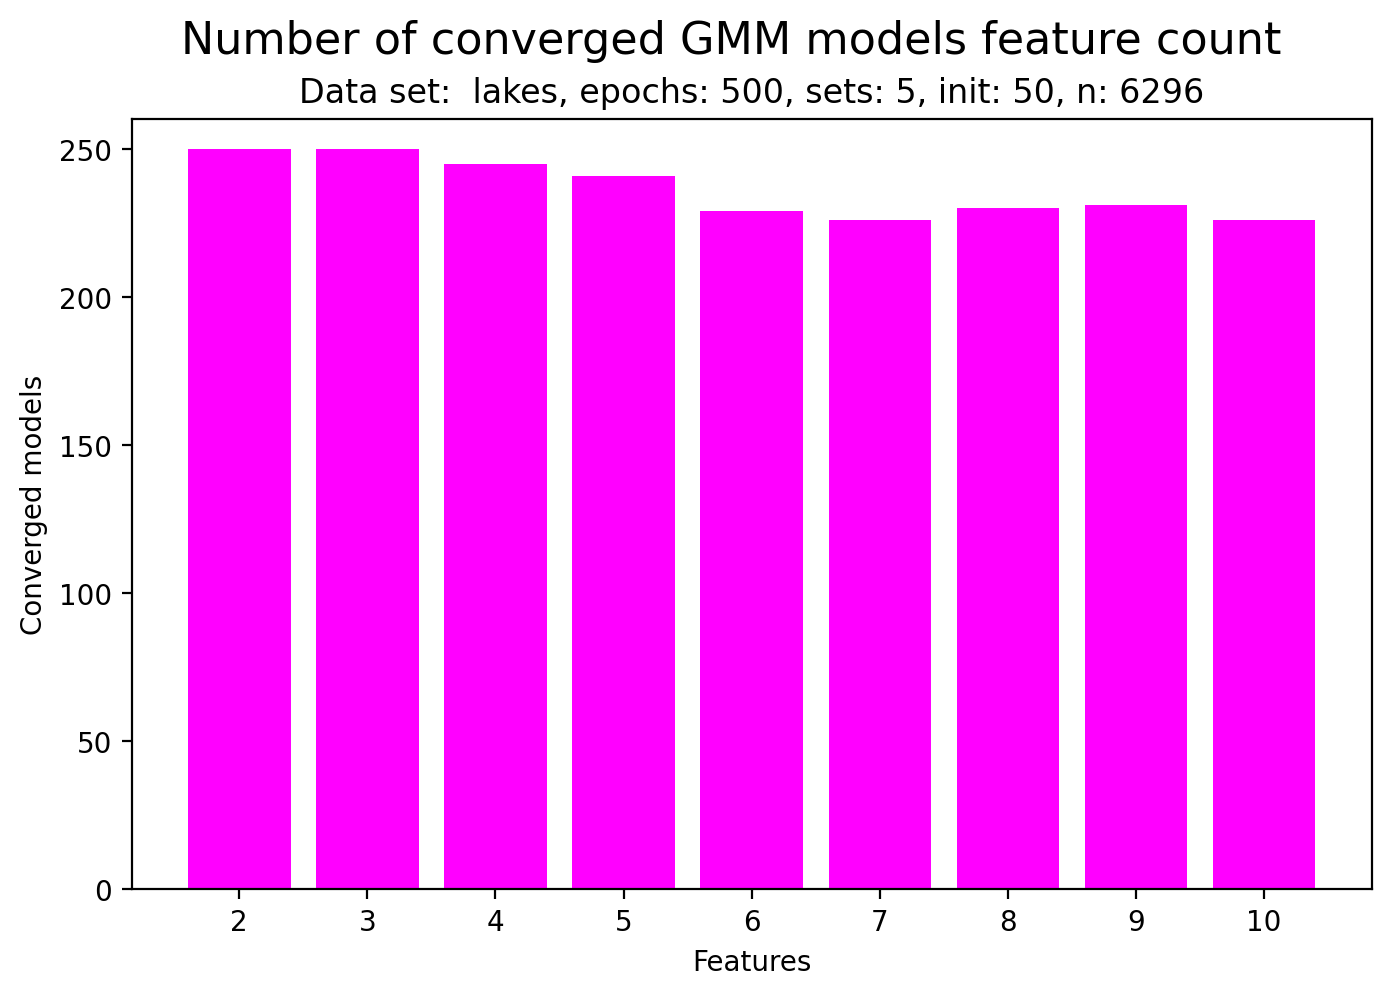 Number of converged GMM models feature count
Data set:  lakes, epochs: 500, sets: 5, init: 50, n: 6296
250
200
150
100
50
0
Converged models
2 3 4 5 6 7 8 9 10
Features